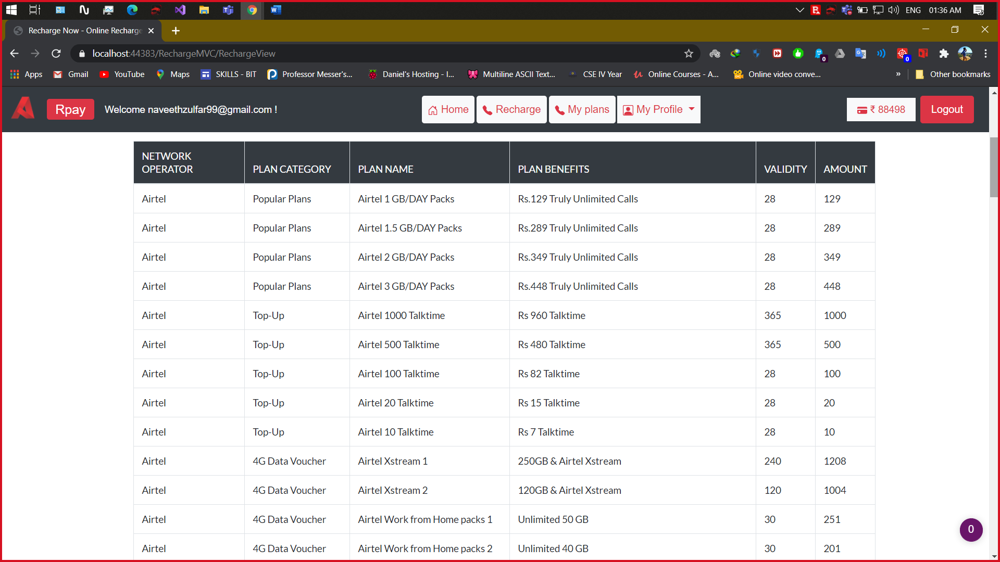 ENG 01:36 AM
Recharge Now - Online Recharge
localhost:44383/RechargeMVC/RechargeView
0 0
Apps Gmail YouTube Maps SKILLS - BIT Professor Messer's... Daniel's Hosting - I... Multiline ASCII Text... CSE IV Year Online Courses - A... Online video conve... » Other bookmarks
Rpay Welcome naveethzulfar99@gmail.com ! Home Recharge My plans My Profile ₹ 88498 Logout
NETWORK OPERATOR PLAN CATEGORY PLAN NAME PLAN BENEFITS VALIDITY AMOUNT
Airtel Popular Plans Airtel 1 GB/DAY Packs Rs.129 Truly Unlimited Calls 28 129
Airtel Popular Plans Airtel 1.5 GB/DAY Packs Rs.289 Truly Unlimited Calls 28 289
Airtel Popular Plans Airtel 2 GB/DAY Packs Rs.349 Truly Unlimited Calls 28 349
Airtel Popular Plans Airtel 3 GB/DAY Packs Rs.448 Truly Unlimited Calls 28 448
Airtel Top-Up Airtel 1000 Talktime Rs 960 Talktime 365 1000
Airtel Top-Up Airtel 500 Talktime Rs 480 Talktime 365 500
Airtel Top-Up Airtel 100 Talktime Rs 82 Talktime 28 100
Airtel Top-Up Airtel 20 Talktime Rs 15 Talktime 28 20
Airtel Top-Up Airtel 10 Talktime Rs 7 Talktime 28 10
Airtel 4G Data Voucher Airtel Xstream 1 250GB & Airtel Xstream 240 1208
Airtel 4G Data Voucher Airtel Xstream 2 120GB & Airtel Xstream 120 1004
Airtel 4G Data Voucher Airtel Work from Home packs 1 Unlimited 50 GB 30 251
0
Airtel 4G Data Voucher Airtel Work from Home packs 2 Unlimited 40 GB 30 201